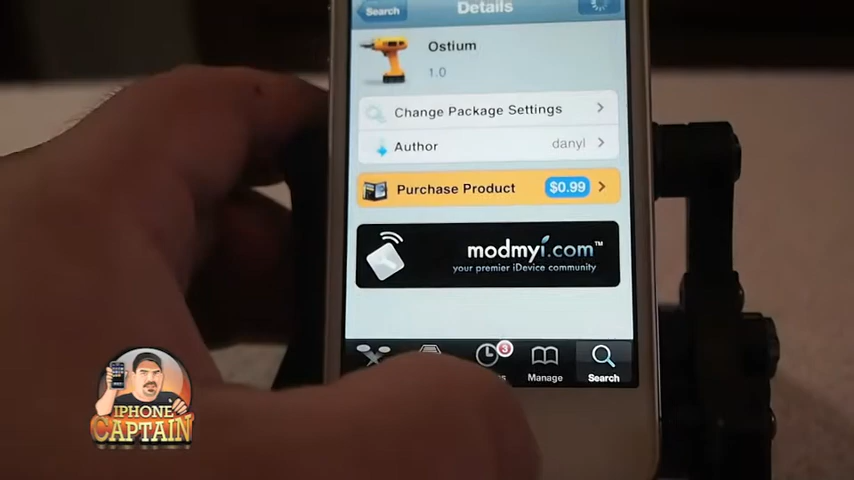 Search
Details
Ostium
1.0
Change Package Settings
Author
danyl
Purchase Product
$0.99
modmyi.com™
your premier iDevice community
3
Manage
Search
IPHONE
CAPTAIN